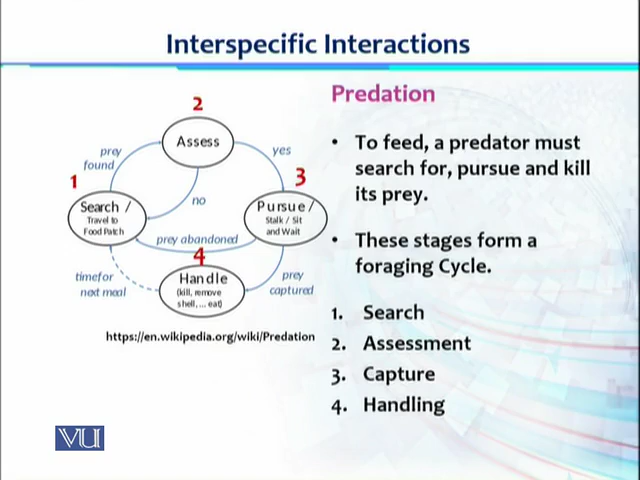 Interspecific Interactions
2
Assess
prey
found
yes
1
3
no
Search /
Travel to
Food Patch
Pursue /
Stalk / Sit
and Wait
prey abandoned
4
time for
next meal
Handle
(kill, remove
shell, ... eat)
prey
captured
https://en.wikipedia.org/wiki/Predation
Predation
• To feed, a predator must
search for, pursue and kill
its prey.
• These stages form a
foraging Cycle.
1. Search
2. Assessment
3. Capture
4. Handling
VU